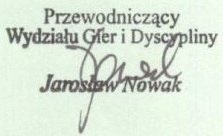 Przewodniczący
Wydziału Gier i Dyscypliny
Jarosław Nowak